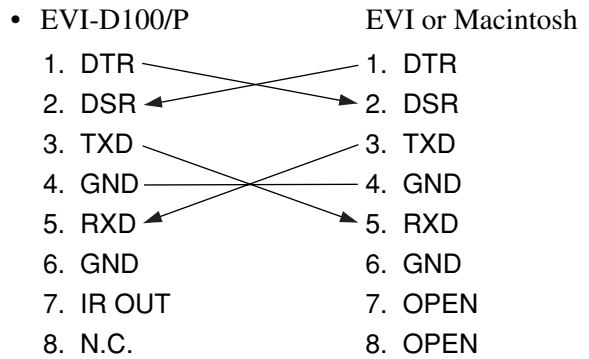 • EVI-D100/P EVI or Macintosh
1. DTR 1. DTR
2. DSR 2. DSR
3. TXD 3. TXD
4. GND 4. GND
5. RXD 5. RXD
6. GND 6. GND
7. IR OUT 7. OPEN
8. N.C. 8. OPEN